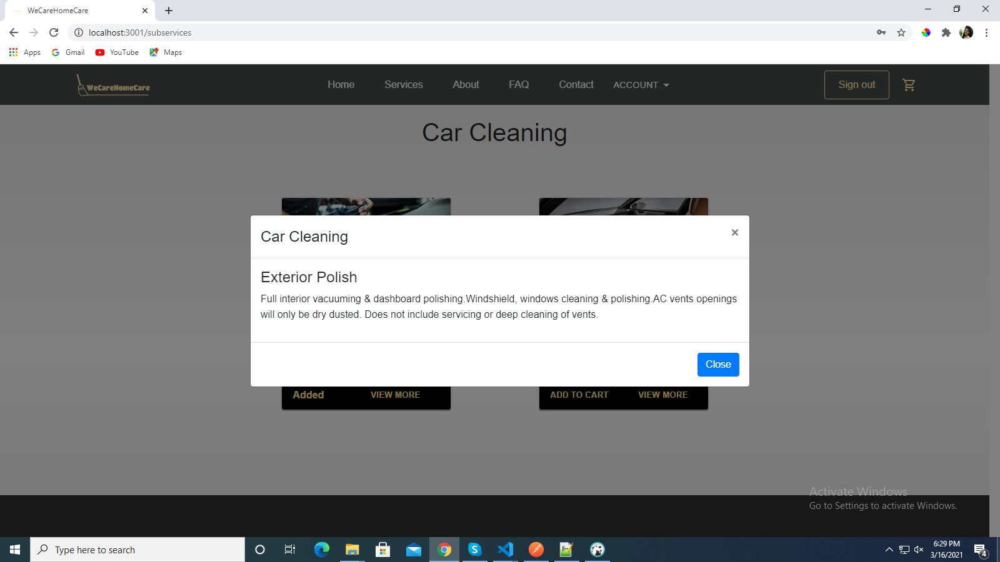 WeCareHomeCare
localhost:3001/subservices
Apps Gmail YouTube Maps
WeCareHomeCare Home Services About FAQ Contact ACCOUNT Sign out
Car Cleaning
Car Cleaning ×
Exterior Polish
Full interior vacuuming & dashboard polishing.Windshield, windows cleaning & polishing.AC vents openings
will only be dry dusted. Does not include servicing or deep cleaning of vents.
Close
Added VIEW MORE ADD TO CART VIEW MORE
Activate Windows
Go to Settings to activate Windows.
Type here to search
6:29 PM
3/16/2021
4